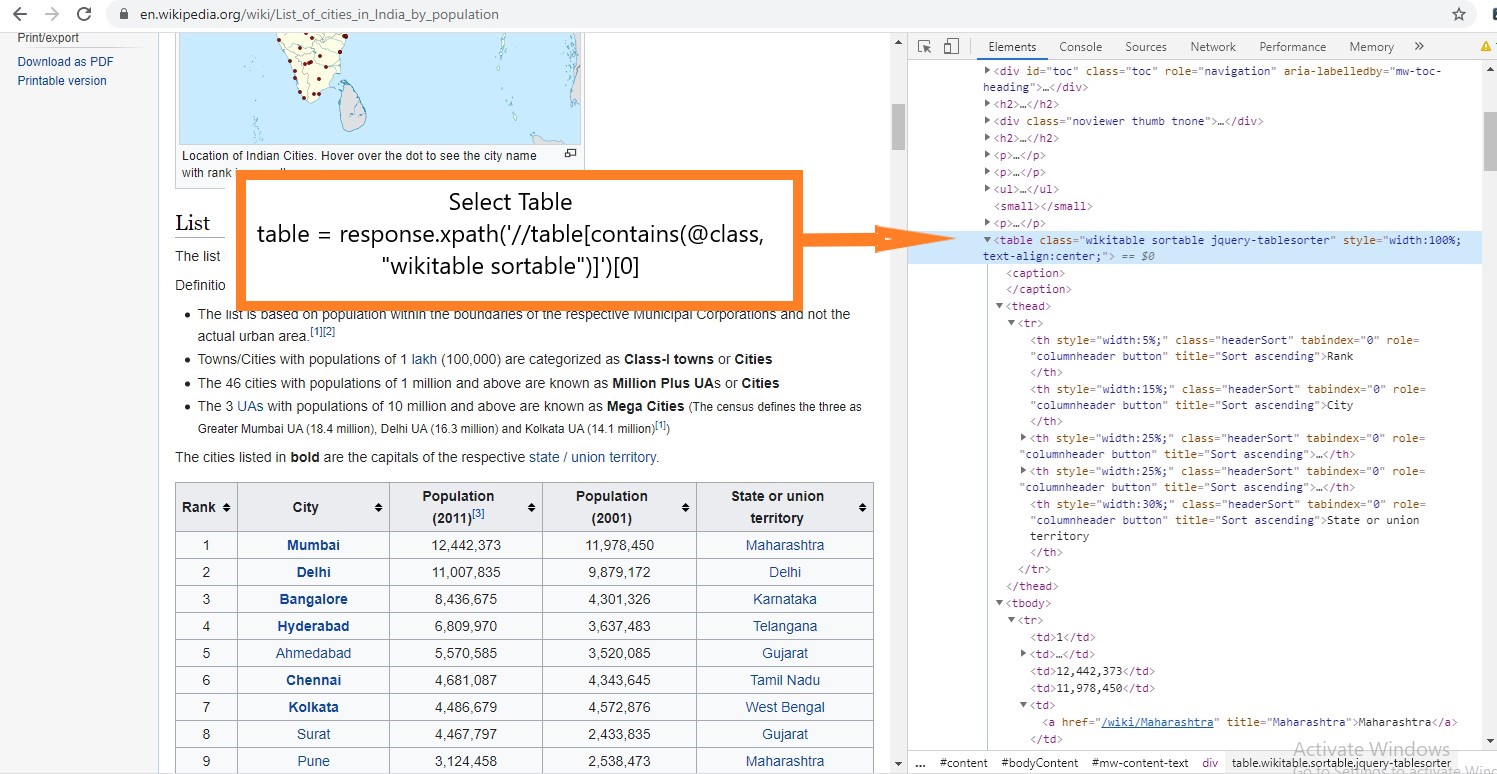 en.wikipedia.org/wiki/List_of_cities_in_India_by_population
Print/export
Download as PDF
Printable version
Location of Indian Cities. Hover over the dot to see the city name
with rank
Select Table
table = response.xpath('//table[contains(@class,
"wikitable sortable")]')[0]
List
The list
Definitio
The list is based on population within the boundaries of the respective Municipal Corporations and not the
actual urban area.[1][2]
Towns/Cities with populations of 1 lakh (100,000) are categorized as Class-I towns or Cities
The 46 cities with populations of 1 million and above are known as Million Plus UAs or Cities
The 3 UAs with populations of 10 million and above are known as Mega Cities (The census defines the three as
Greater Mumbai UA (18.4 million), Delhi UA (16.3 million) and Kolkata UA (14.1 million)[1])
The cities listed in bold are the capitals of the respective state / union territory.
Rank City Population (2011)[3] Population (2001) State or union territory
1 Mumbai 12,442,373 11,978,450 Maharashtra
2 Delhi 11,007,835 9,879,172 Delhi
3 Bangalore 8,436,675 4,301,326 Karnataka
4 Hyderabad 6,809,970 3,637,483 Telangana
5 Ahmedabad 5,570,585 3,520,085 Gujarat
6 Chennai 4,681,087 4,343,645 Tamil Nadu
7 Kolkata 4,486,679 4,572,876 West Bengal
8 Surat 4,467,797 2,433,835 Gujarat
9 Pune 3,124,458 2,538,473 Maharashtra
Elements Console Sources Network Performance Memory »
<div id="toc" class="toc" role="navigation" aria-labelledby="mw-toc-
heading">…</div>
<h2>…</h2>
<div class="noviewer thumb tnone">…</div>
<h2>…</h2>
<p>…</p>
<p>…</p>
<ul>…</ul>
<small></small>
<p>…</p>
<table class="wikitable sortable jquery-tablesorter" style="width:100%;
text-align:center;"> == $0
<caption>
</caption>
<thead>
<tr>
<th style="width:5%;" class="headerSort" tabindex="0" role=
"columnheader button" title="Sort ascending">Rank
</th>
<th style="width:15%;" class="headerSort" tabindex="0" role=
"columnheader button" title="Sort ascending">City
</th>
<th style="width:25%;" class="headerSort" tabindex="0" role=
"columnheader button" title="Sort ascending">…</th>
<th style="width:25%;" class="headerSort" tabindex="0" role=
"columnheader button" title="Sort ascending">…</th>
<th style="width:30%;" class="headerSort" tabindex="0" role=
"columnheader button" title="Sort ascending">State or union
territory
</th>
</tr>
</thead>
<tbody>
<tr>
<td>1</td>
<td>…</td>
<td>12,442,373</td>
<td>11,978,450</td>
<td>
<a href="/wiki/Maharashtra" title="Maharashtra">Maharashtra</a>
</td>
Activate Windows
... #content #bodyContent #mw-content-text div table.wikitable.sortable.jquery-tablesorter